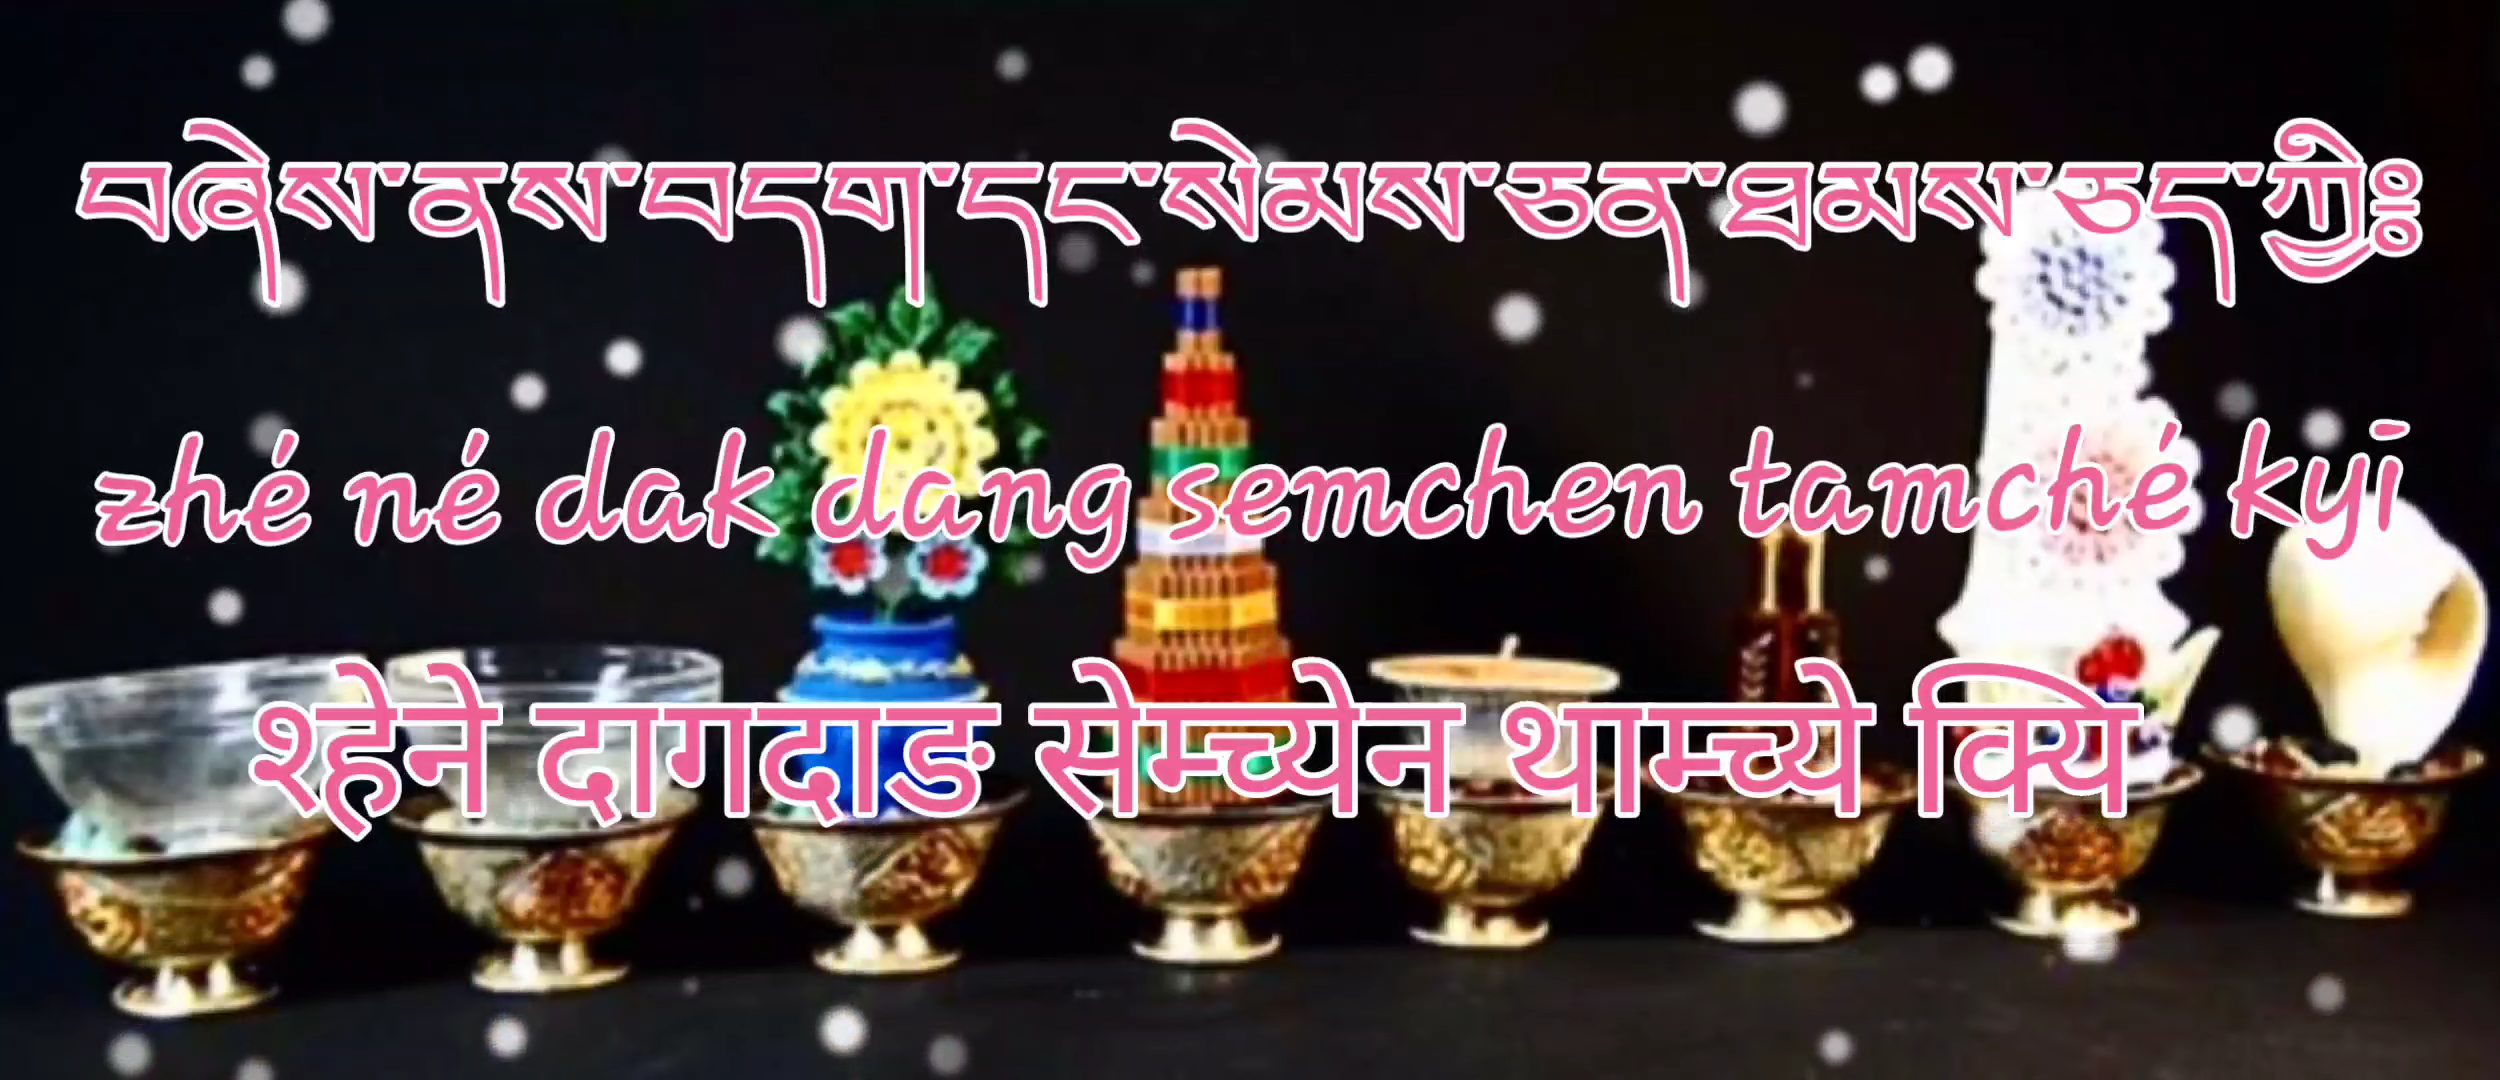 བཞེས་ནས་བདག་དང་སེམས་ཅན་ཐམས་ཅད་ཀྱིཿ
zhé né dak dang semchen tamché kyi
श्हेने दागदाङ सेम्च्येन थाम्च्ये क्यि